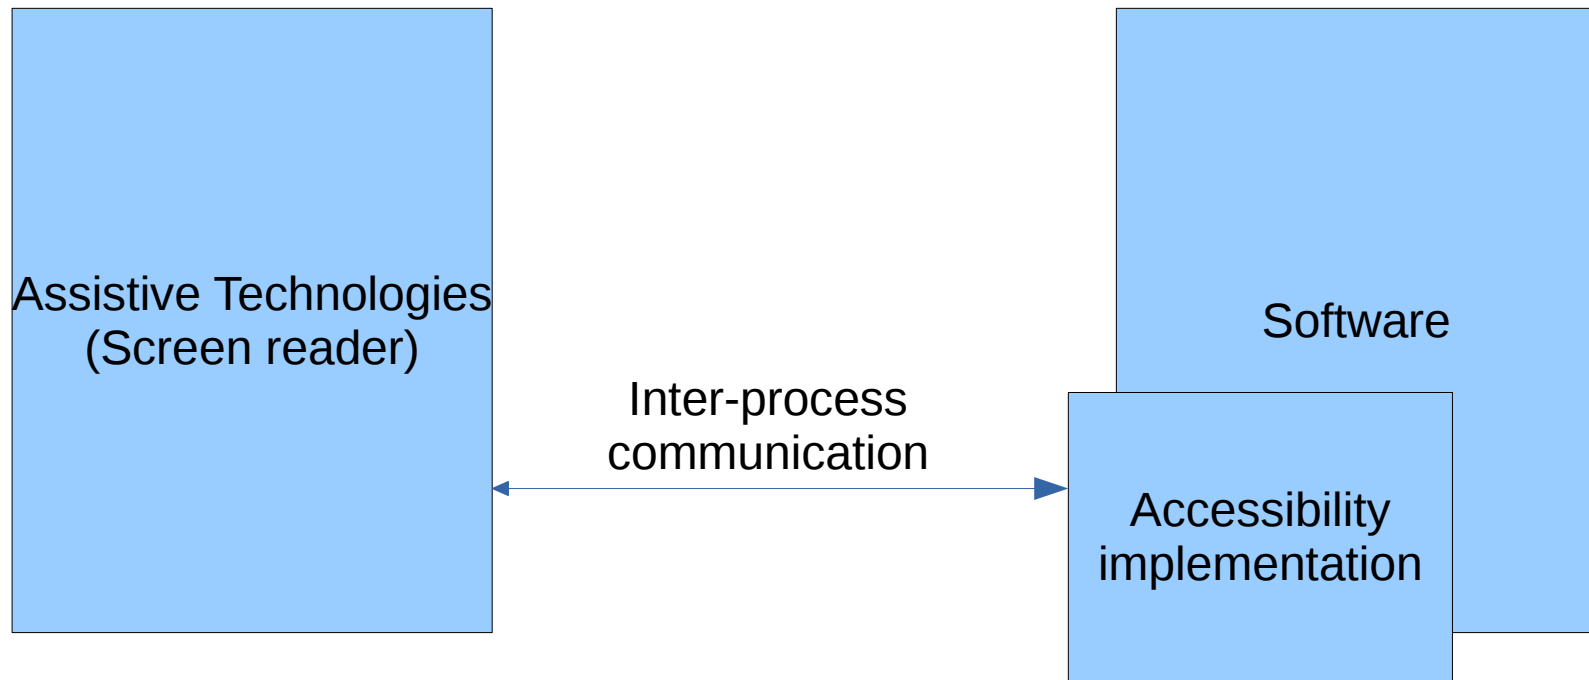 Assistive Technologies
(Screen reader)
Inter-process
communication
Software
Accessibility
implementation